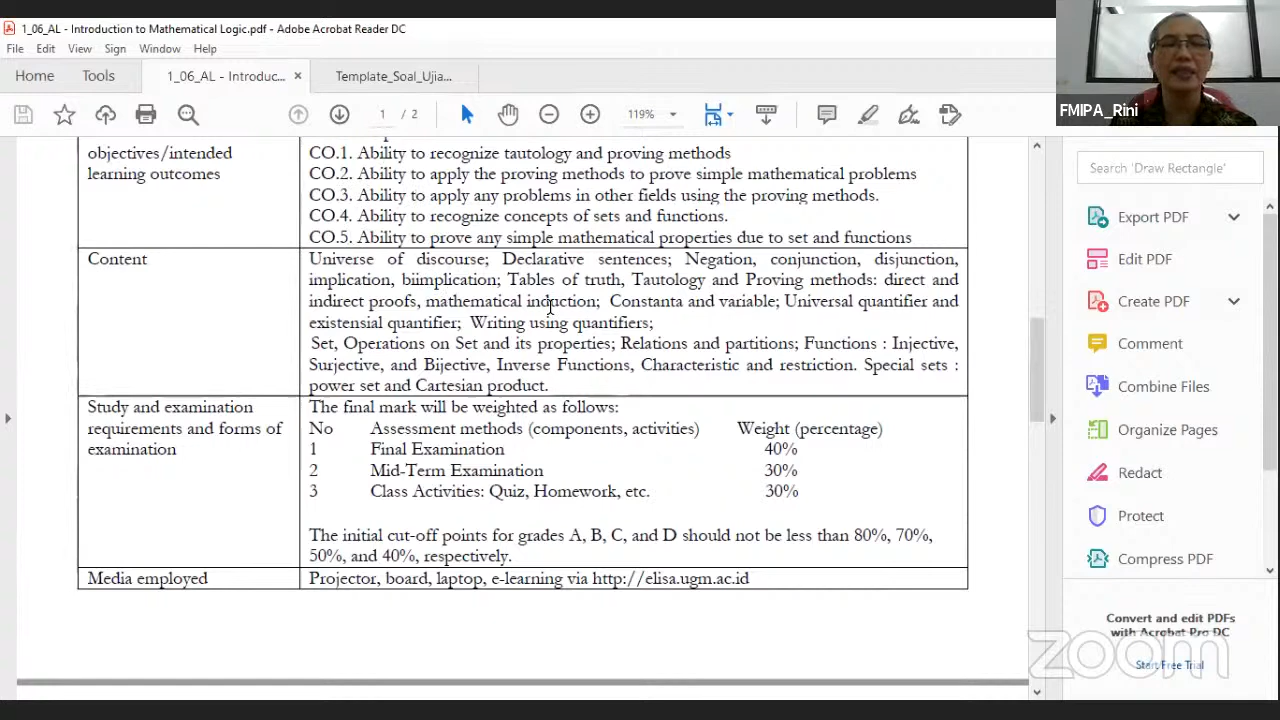 1_06_AL - Introduction to Mathematical Logic.pdf - Adobe Acrobat Reader DC
File Edit View Sign Window Help
Home Tools 1_06_AL - Introduc... × Template_Soal_Ujia...
1 / 2 119%
objectives/intended
learning outcomes
CO.1. Ability to recognize tautology and proving methods
CO.2. Ability to apply the proving methods to prove simple mathematical problems
CO.3. Ability to apply any problems in other fields using the proving methods.
CO.4. Ability to recognize concepts of sets and functions.
CO.5. Ability to prove any simple mathematical properties due to set and functions
Content
Universe of discourse; Declarative sentences; Negation, conjunction, disjunction,
implication, biimplication; Tables of truth, Tautology and Proving methods: direct and
indirect proofs, mathematical induction; Constanta and variable; Universal quantifier and
existensial quantifier; Writing using quantifiers;
Set, Operations on Set and its properties; Relations and partitions; Functions : Injective,
Surjective, and Bijective, Inverse Functions, Characteristic and restriction. Special sets :
power set and Cartesian product.
Study and examination
requirements and forms of
examination
The final mark will be weighted as follows:
No Assessment methods (components, activities) Weight (percentage)
1 Final Examination 40%
2 Mid-Term Examination 30%
3 Class Activities: Quiz, Homework, etc. 30%
The initial cut-off points for grades A, B, C, and D should not be less than 80%, 70%,
50%, and 40%, respectively.
Media employed
Projector, board, laptop, e-learning via http://elisa.ugm.ac.id
FMIPA_Rini
Search 'Draw Rectangle'
Export PDF
Edit PDF
Create PDF
Comment
Combine Files
Organize Pages
Redact
Protect
Compress PDF
Convert and edit PDFs
with Acrobat Pro DC
Start Free Trial
zoom